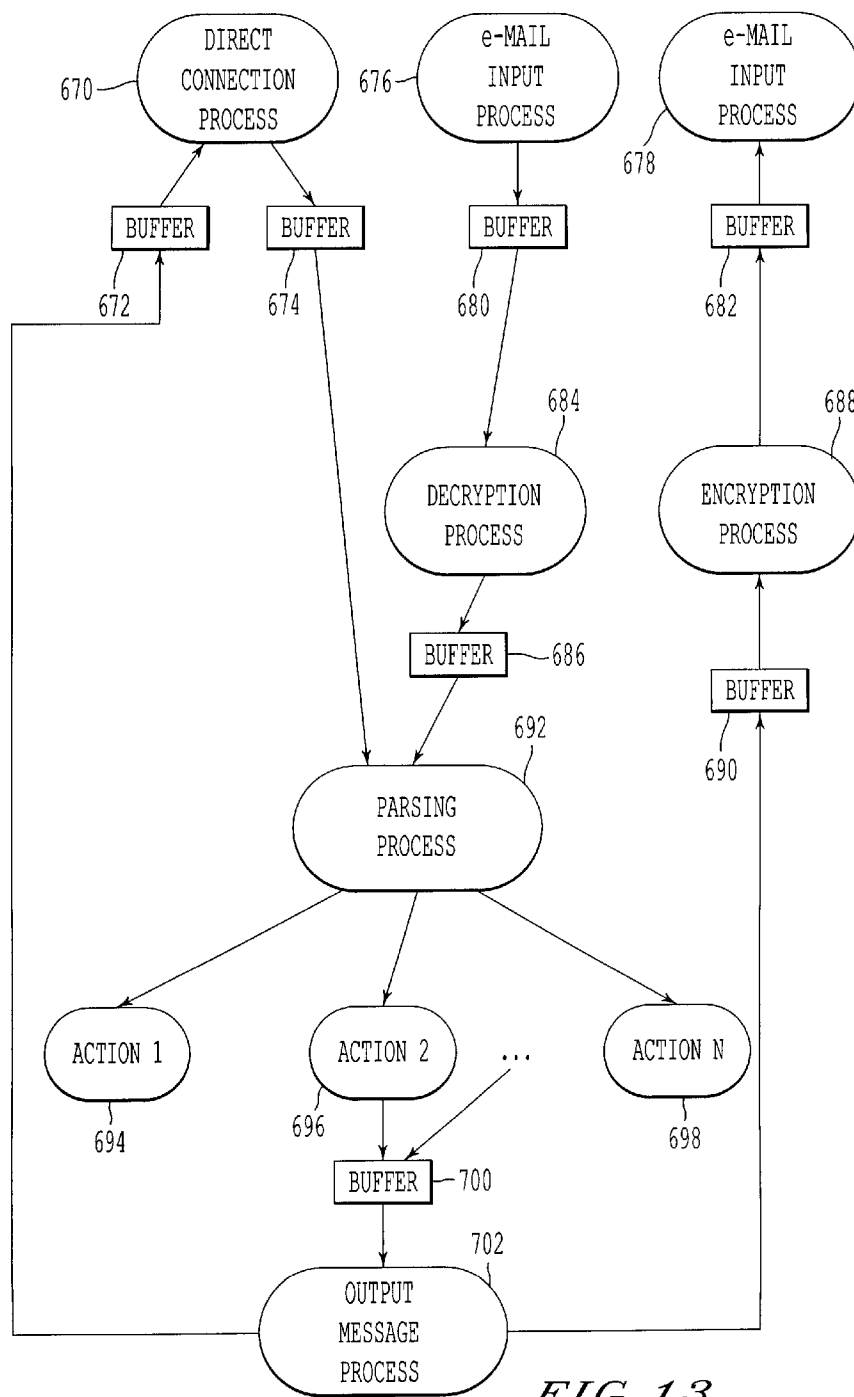 DIRECT
CONNECTION
PROCESS
670
e-MAIL
INPUT
PROCESS
676
e-MAIL
INPUT
PROCESS
678
BUFFER
672
BUFFER
674
BUFFER
680
BUFFER
682
684
DECRYPTION
PROCESS
688
ENCRYPTION
PROCESS
BUFFER
686
BUFFER
690
692
PARSING
PROCESS
ACTION 1
694
ACTION 2
696
...
ACTION N
698
BUFFER
700
702
OUTPUT
MESSAGE
PROCESS
FIG. 13